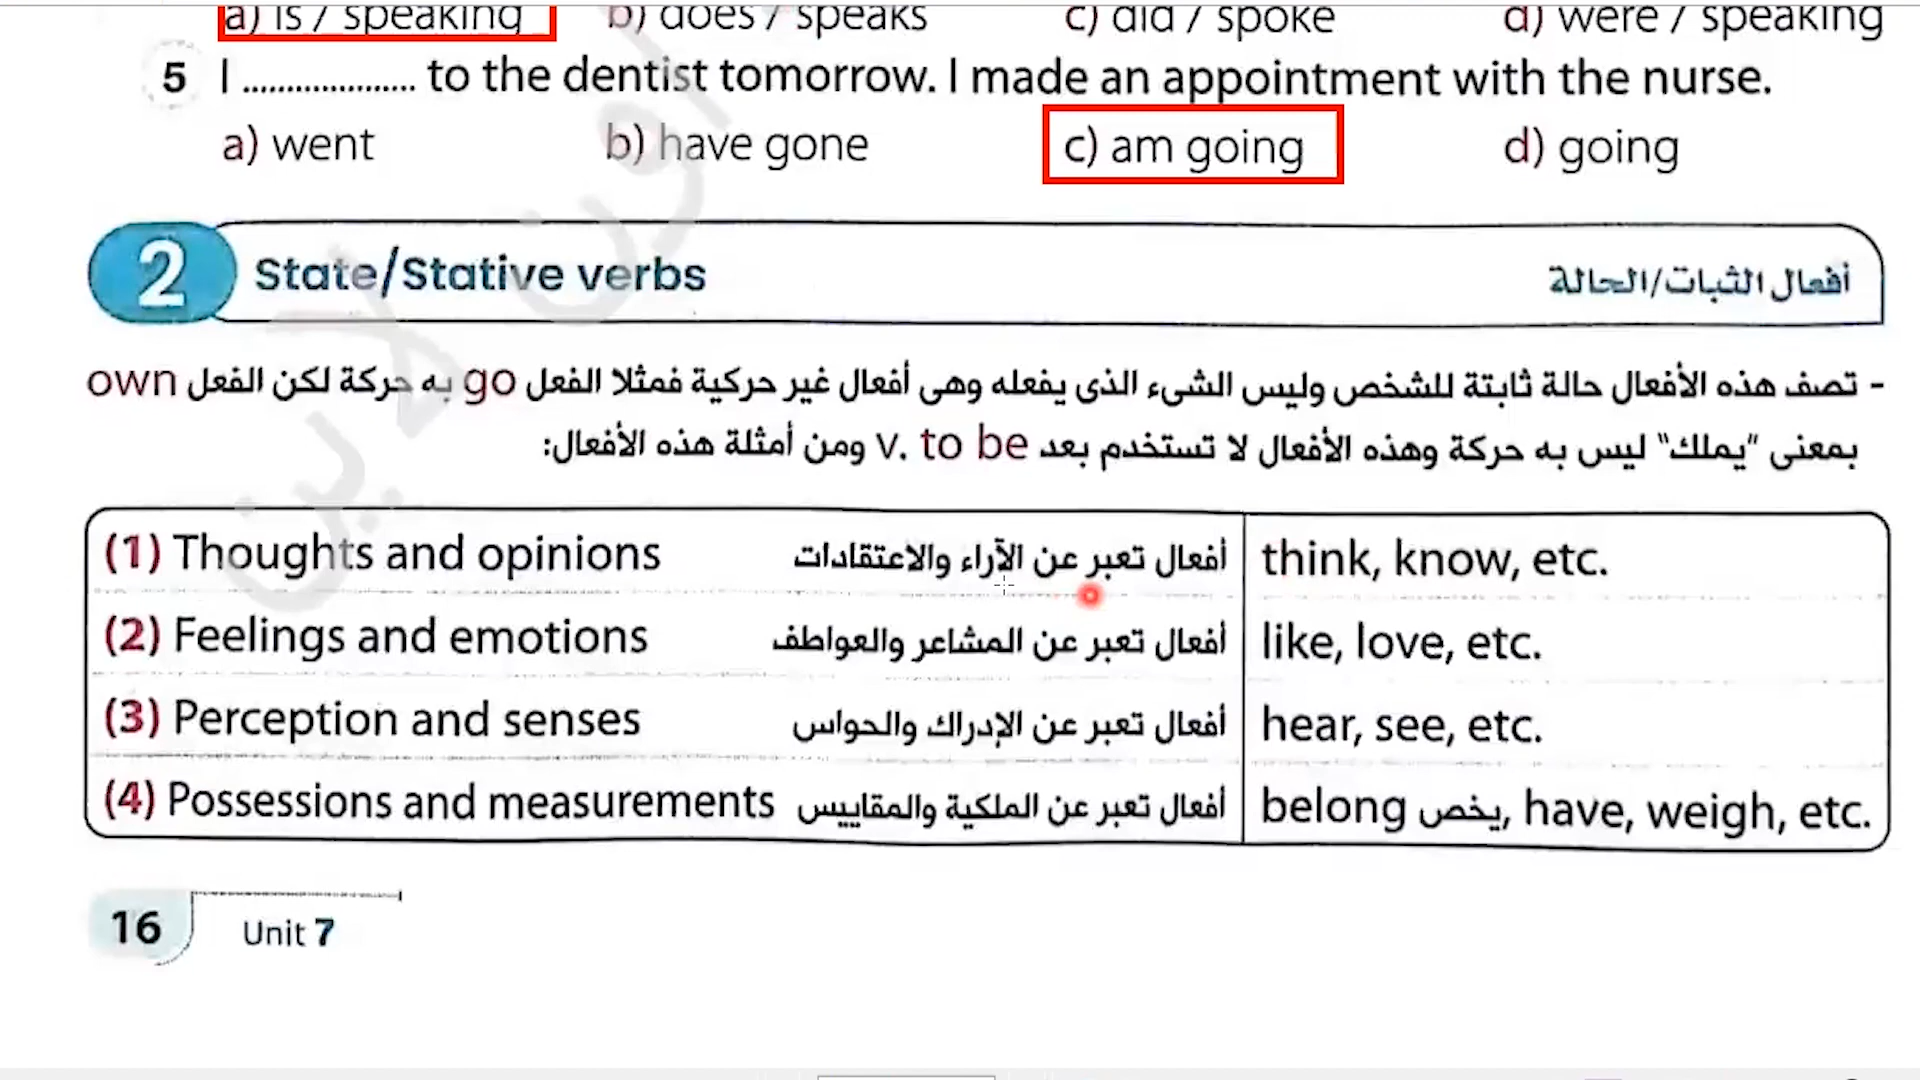 a) is / speaking b) does / speaks c) did / spoke d) were / speaking
5 I .................... to the dentist tomorrow. I made an appointment with the nurse.
a) went b) have gone c) am going d) going
2 State/Stative verbs أفعال الثبات/الحالة
- تصف هذه الأفعال حالة ثابتة للشخص وليس الشىء الذى يفعله وهى أفعال غير حركية فمثلا الفعل go به حركة لكن الفعل own
بمعنى "يملك" ليس به حركة وهذه الأفعال لا تستخدم بعد v. to be ومن أمثلة هذه الأفعال:
(1) Thoughts and opinions أفعال تعبر عن الآراء والاعتقادات think, know, etc.
(2) Feelings and emotions أفعال تعبر عن المشاعر والعواطف like, love, etc.
(3) Perception and senses أفعال تعبر عن الإدراك والحواس hear, see, etc.
(4) Possessions and measurements أفعال تعبر عن الملكية والمقاييس belong يخص, have, weigh, etc.
16 Unit 7